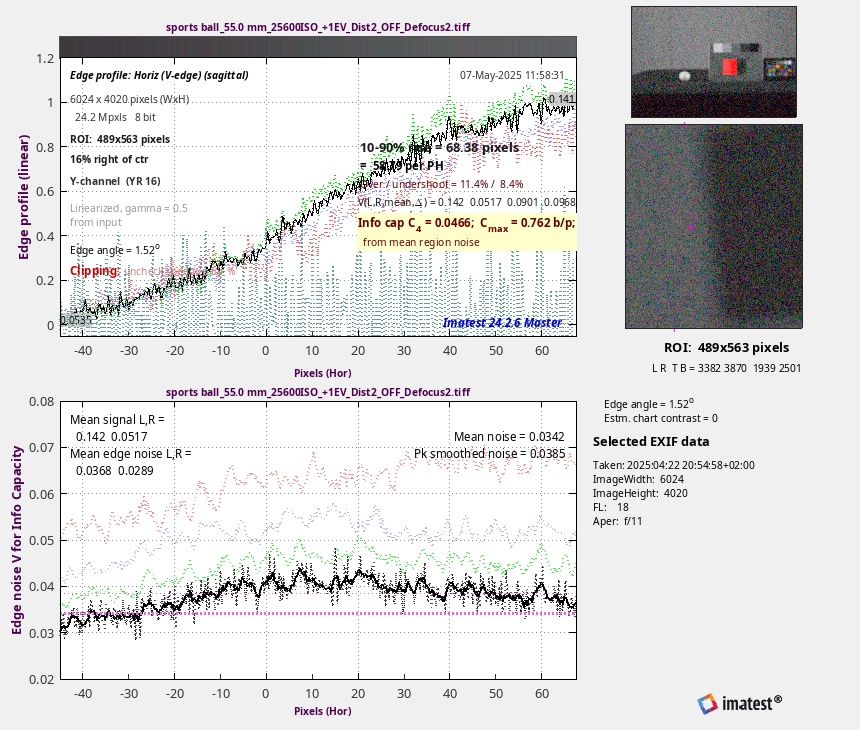 sports ball_55.0 mm_25600ISO_+1EV_Dist2_OFF_Defocus2.tiff
Edge profile: Horiz (V-edge) (sagittal)
07-May-2025 11:58:31
6024 x 4020 pixels (WxH)
24.2 Mpxls 8 bit
ROI: 489x563 pixels
16% right of ctr
Y-channel (YR 16)
Linearized, gamma = 0.5
from input
Edge angle = 1.52o
Clipping:
0.141
10-90% = 68.38 pixels
per PH
/ undershoot = 11.4% / 8.4%
V(L,R,mean,△) = 0.142 0.0517 0.0901 0.0968
Info cap C4 = 0.0466; Cmax = 0.762 b/p;
from mean region noise
0.0535
Imatest 24.2.6 Master
Edge profile (linear)
1.2
1
0.8
0.6
0.4
0.2
0
-40 -30 -20 -10 0 10 20 30 40 50 60
Pixels (Hor)
sports ball_55.0 mm_25600ISO_+1EV_Dist2_OFF_Defocus2.tiff
Mean signal L,R =
0.142 0.0517
Mean edge noise L,R =
0.0368 0.0289
Mean noise = 0.0342
Pk smoothed noise = 0.0385
Edge noise V for Info Capacity
0.08
0.07
0.06
0.05
0.04
0.03
0.02
-40 -30 -20 -10 0 10 20 30 40 50 60
Pixels (Hor)
ROI: 489x563 pixels
L R T B = 3382 3870 1939 2501
Edge angle = 1.52o
Estm. chart contrast = 0
Selected EXIF data
Taken: 2025:04:22 20:54:58+02:00
ImageWidth: 6024
ImageHeight: 4020
FL: 18
Aper: f/11
imatest®